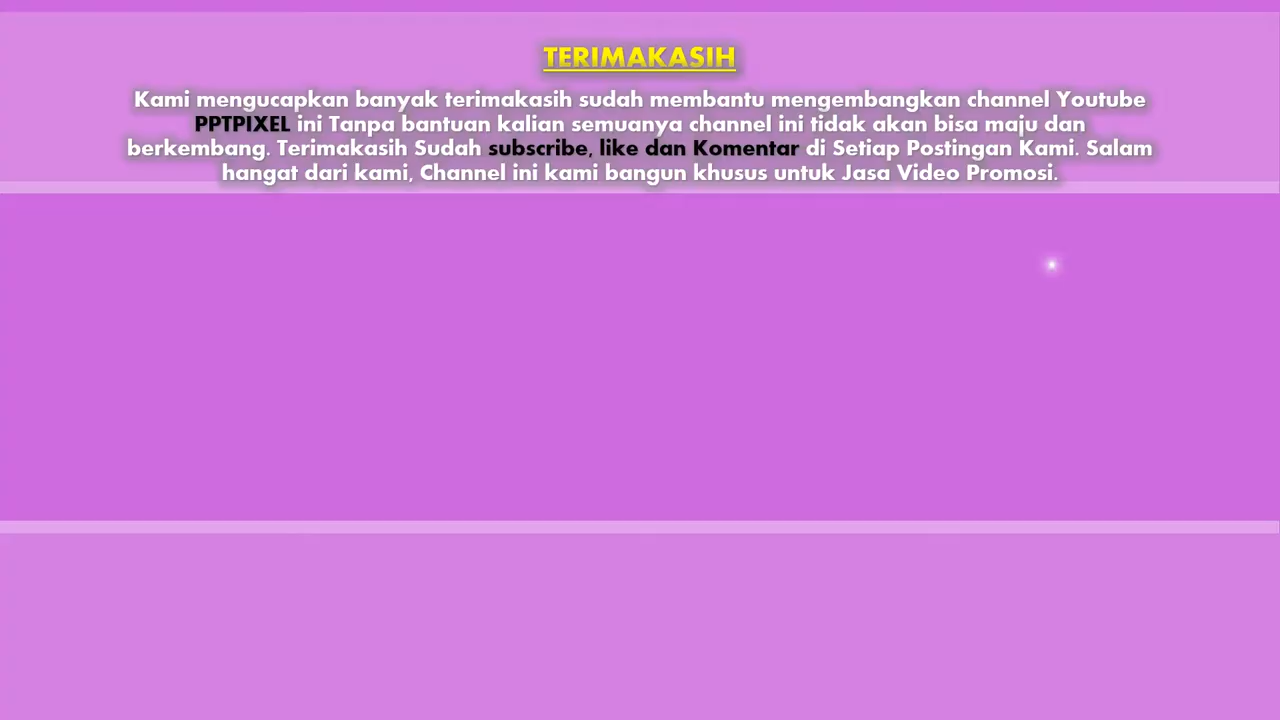 TERIMAKASIH
Kami mengucapkan banyak terimakasih sudah membantu mengembangkan channel Youtube
PPTPIXEL ini Tanpa bantuan kalian semuanya channel ini tidak akan bisa maju dan
berkembang. Terimakasih Sudah subscribe, like dan Komentar di Setiap Postingan Kami. Salam
hangat dari kami, Channel ini kami bangun khusus untuk Jasa Video Promosi.